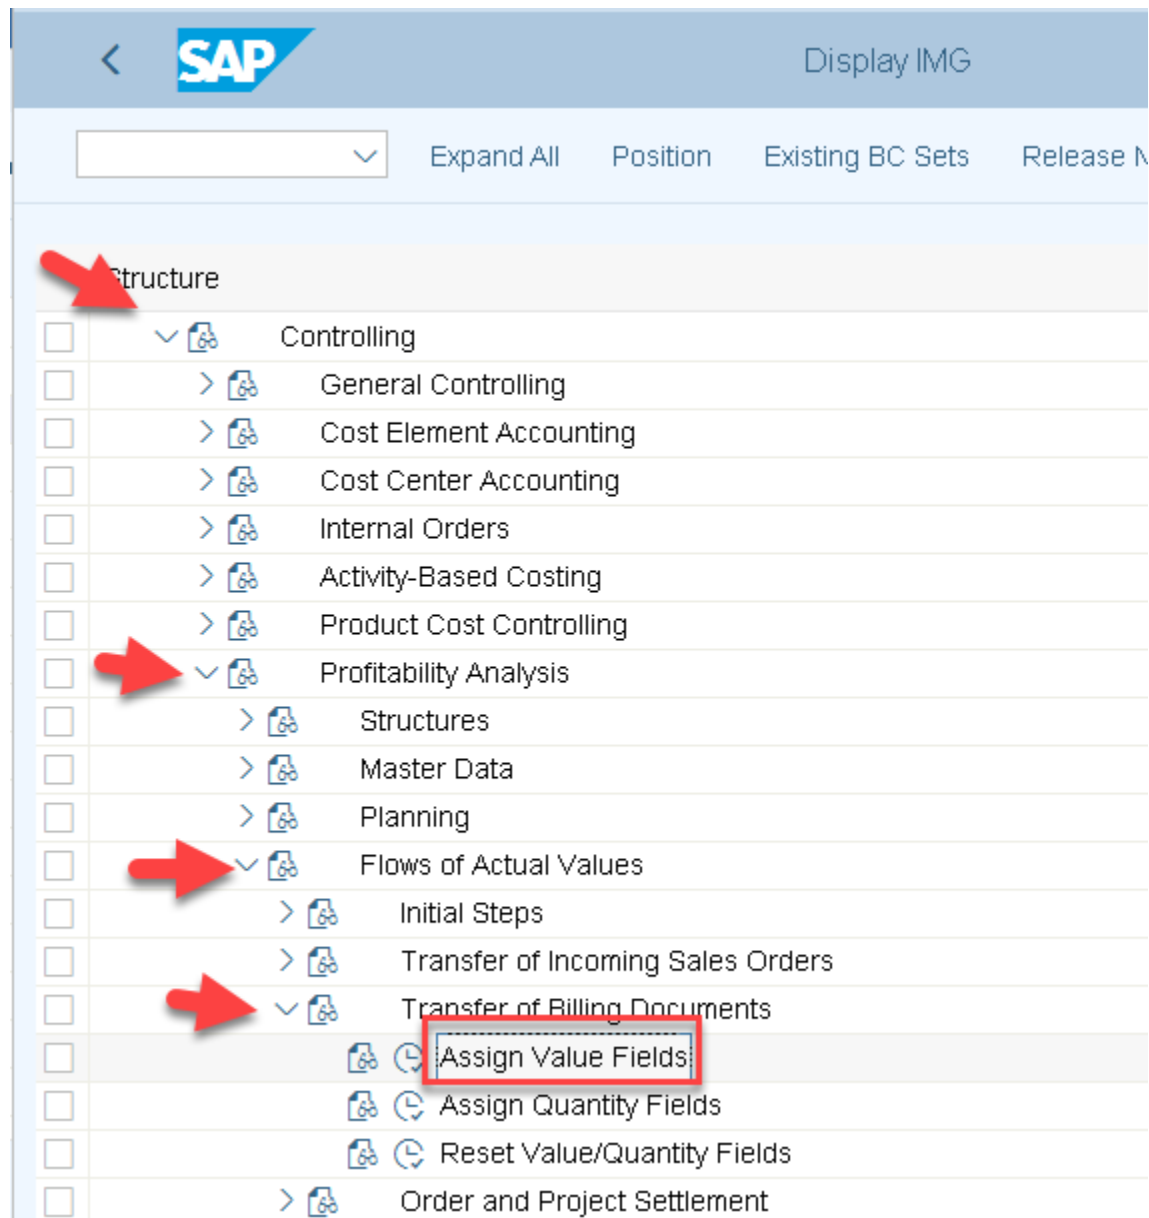 SAP
Display IMG
Expand All Position Existing BC Sets Release
Structure
Controlling
General Controlling
Cost Element Accounting
Cost Center Accounting
Internal Orders
Activity-Based Costing
Product Cost Controlling
Profitability Analysis
Structures
Master Data
Planning
Flows of Actual Values
Initial Steps
Transfer of Incoming Sales Orders
Transfer of Billing Documents
Assign Value Fields
Assign Quantity Fields
Reset Value/Quantity Fields
Order and Project Settlement